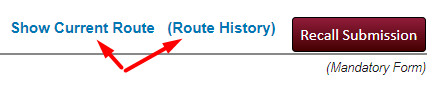 Show Current Route (Route History) Recall Submission
(Mandatory Form)